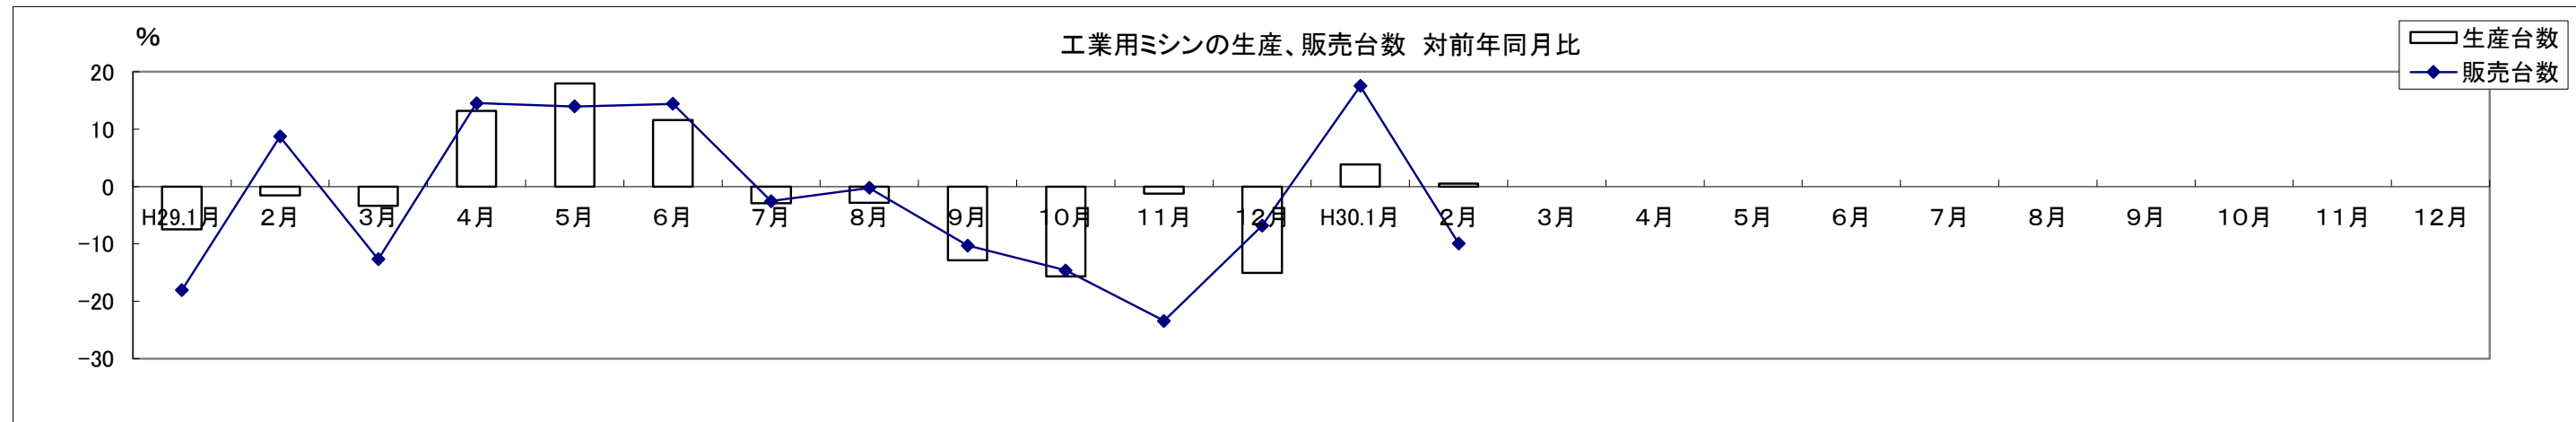 %
工業用ミシンの生産、販売台数 対前年同月比
生産台数
販売台数
20
10
0
-10
-20
-30
H29.1月 2月 3月 4月 5月 6月 7月 8月 9月 10月 11月 12月 H30.1月 2月 3月 4月 5月 6月 7月 8月 9月 10月 11月 12月